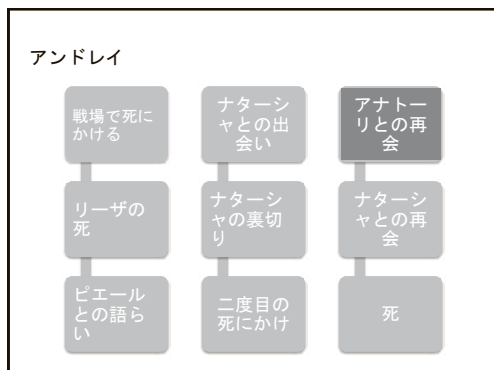 アンドレイ
戦場で死に
かける
リーザの
死
ピエール
との語ら
い
ナターシ
ャとの出
会い
ナターシ
ャの裏切
り
二度目の
死にかけ
アナトー
リとの再
会
ナターシ
ャとの再
会
死